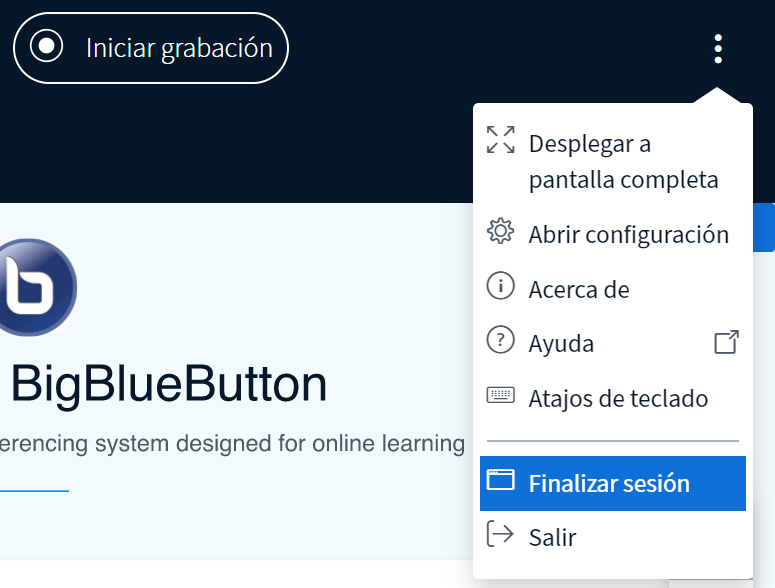 Iniciar grabación
Desplegar a
pantalla completa
Abrir configuración
Acerca de
Ayuda
Atajos de teclado
Finalizar sesión
Salir
b
BigBlueButton
erencing system designed for online learning